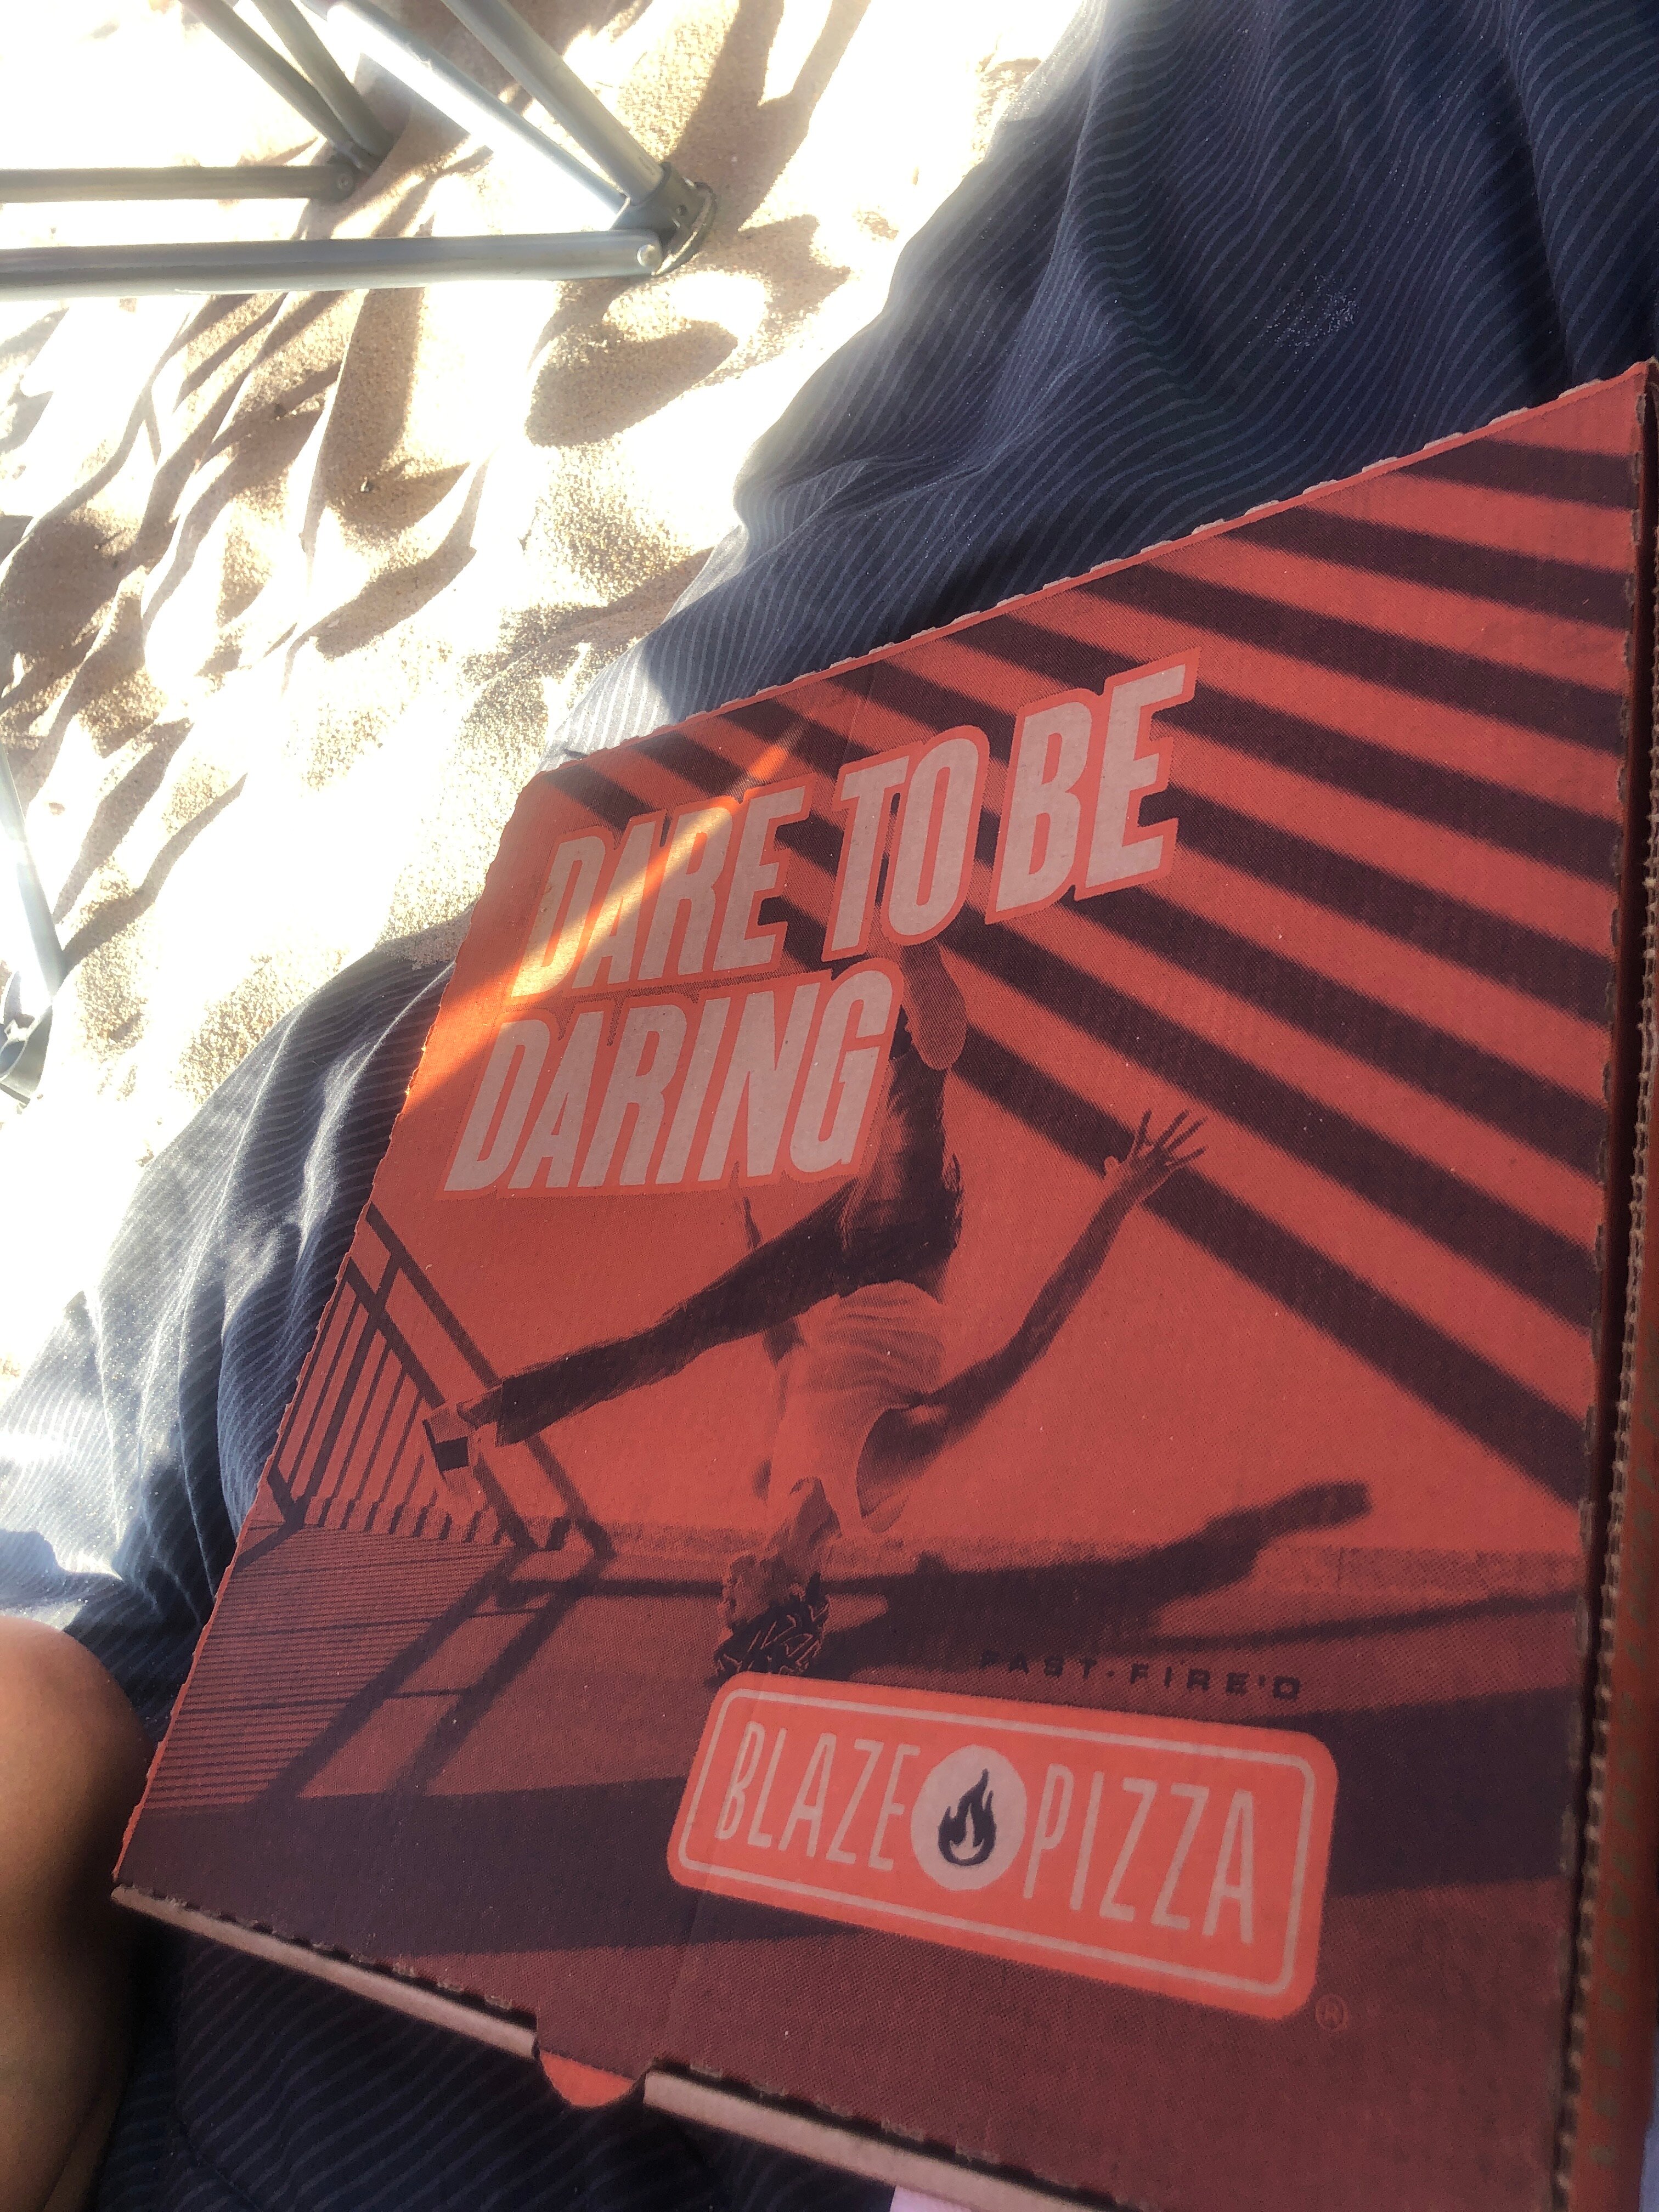 DARE TO BE
DARING
FAST-FIRE'D
BLAZE PIZZA
®